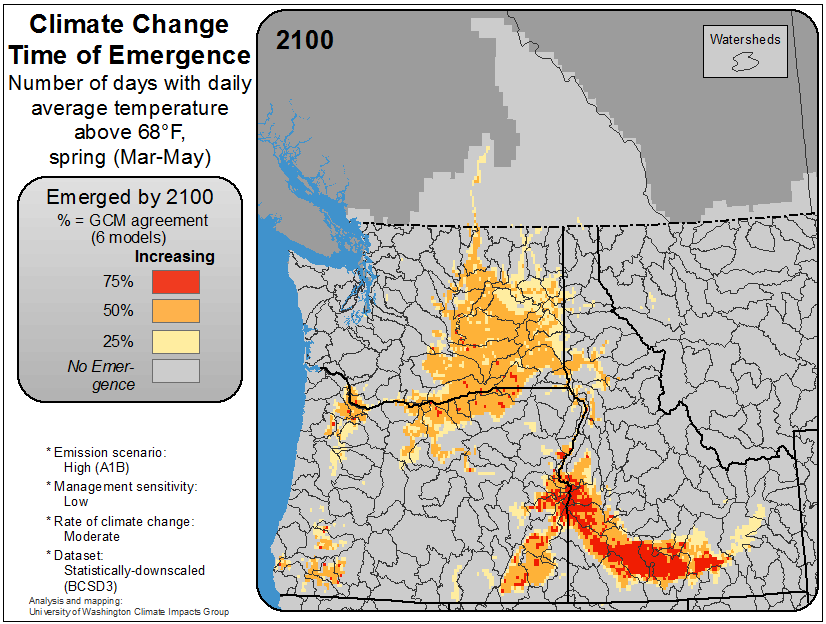 Climate Change
Time of Emergence
Number of days with daily
average temperature
above 68°F,
spring (Mar-May)
Emerged by 2100
% = GCM agreement
(6 models)
Increasing
75%
50%
25%
No Emer-
gence
* Emission scenario:
High (A1B)
* Management sensitivity:
Low
* Rate of climate change:
Moderate
* Dataset:
Statistically-downscaled
(BCSD3)
Analysis and mapping:
University of Washington Climate Impacts Group
2100
Watersheds